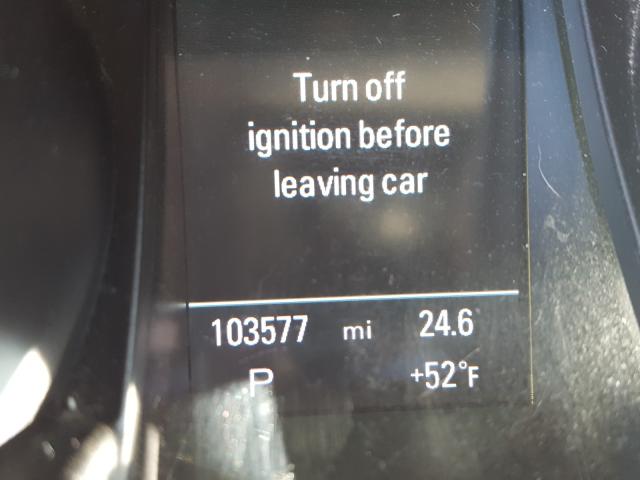 Turn off
ignition before
leaving car
103577 mi 24.6
P +52°F